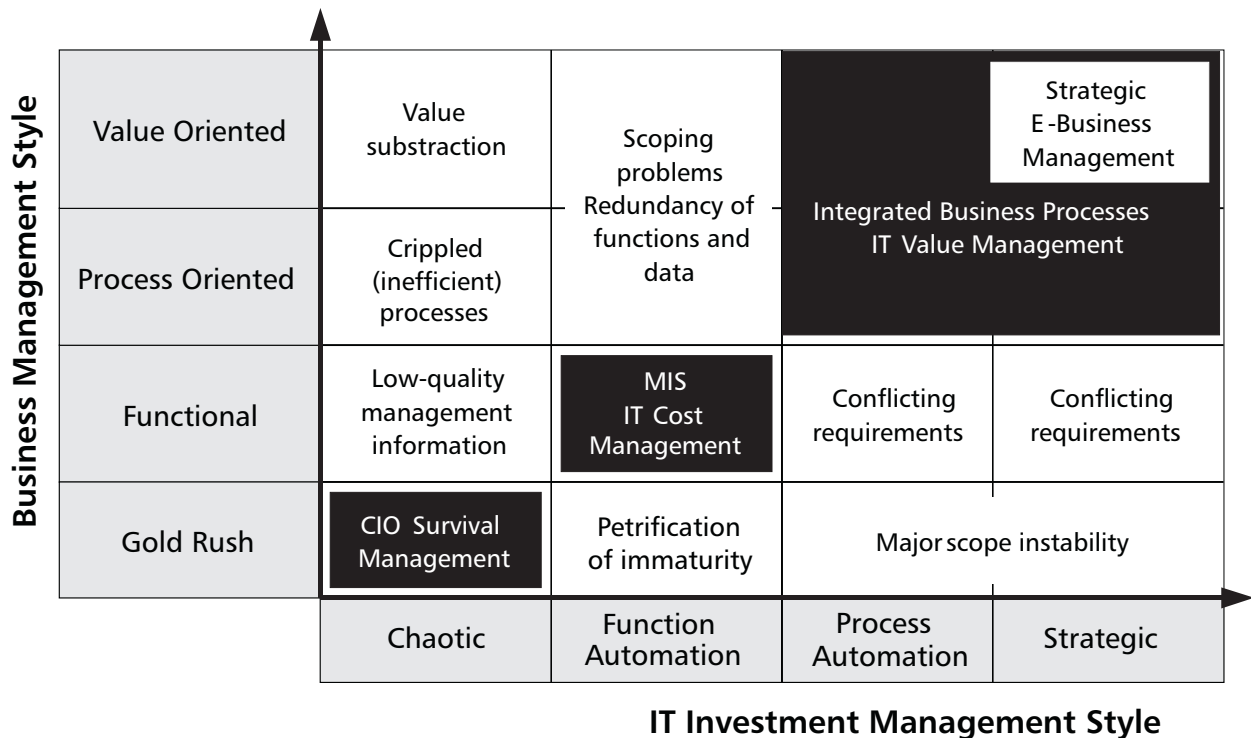 Business Management Style
Value Oriented
Value
substraction
Scoping
problems
Redundancy of
functions and
data
Strategic
E-Business
Management
Integrated Business Processes
IT Value Management
Process Oriented
Crippled
(inefficient)
processes
Functional
Low-quality
management
information
MIS
IT Cost
Management
Conflicting
requirements
Conflicting
requirements
Gold Rush
CIO Survival
Management
Petrification
of immaturity
Major scope instability
Chaotic
Function
Automation
Process
Automation
Strategic
IT Investment Management Style